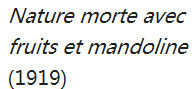 Nature morte avec
fruits et mandoline
(1919)